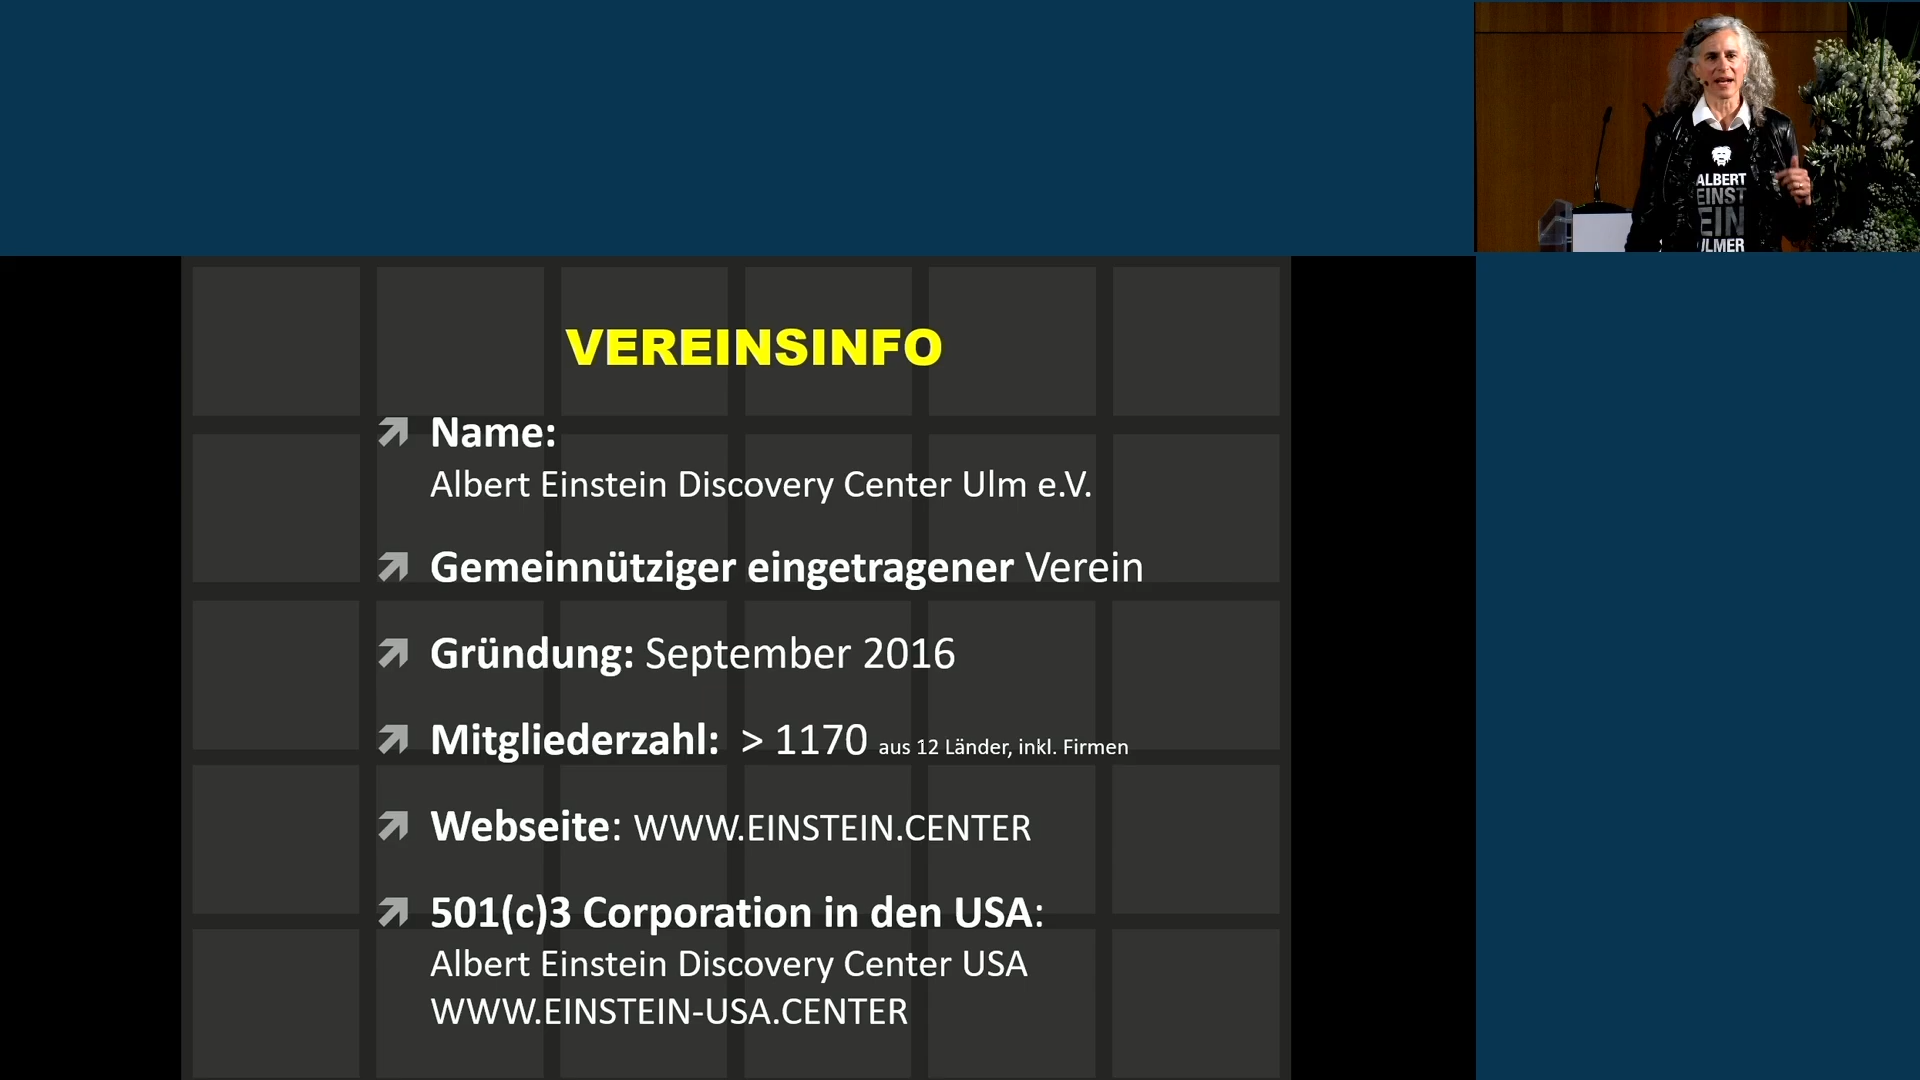 ALBERT
EINST
EIN
ULMER
VEREINSINFO
Name:
Albert Einstein Discovery Center Ulm e.V.
Gemeinnütziger eingetragener Verein
Gründung: September 2016
Mitgliederzahl: > 1170 aus 12 Länder, inkl. Firmen
Webseite: WWW.EINSTEIN.CENTER
501(c)3 Corporation in den USA:
Albert Einstein Discovery Center USA
WWW.EINSTEIN-USA.CENTER